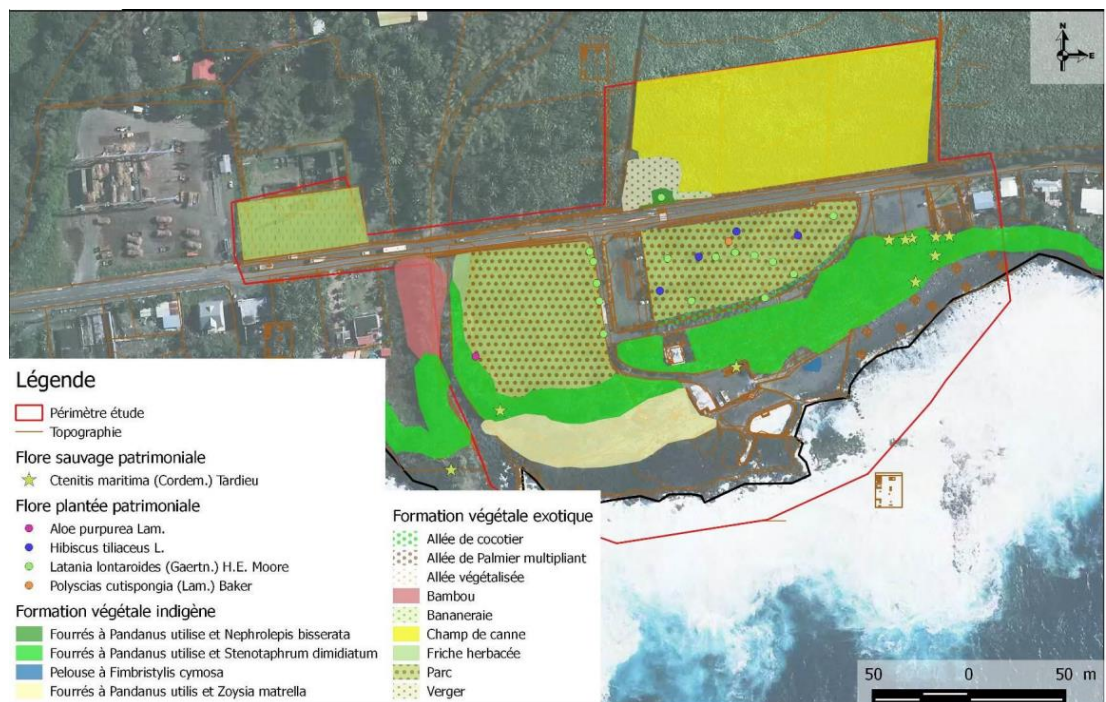 N
E
Légende
Périmètre étude
Topographie
Flore sauvage patrimoniale
Ctenitis maritima (Cordem.) Tardieu
Flore plantée patrimoniale
Aloe purpurea Lam.
Hibiscus tiliaceus L.
Latania lontaroides (Gaertn.) H.E. Moore
Polyscias cutispongia (Lam.) Baker
Formation végétale indigène
Fourrés à Pandanus utilise et Nephrolepis bisserata
Fourrés à Pandanus utilise et Stenotaphrum dimidiatum
Pelouse à Fimbristylis cymosa
Fourrés à Pandanus utilis et Zoysia matrella
Formation végétale exotique
Allée de cocotier
Allée de Palmier multipliant
Allée végétalisée
Bambou
Bananeraie
Champ de canne
Friche herbacée
Parc
Verger
50 0 50 m